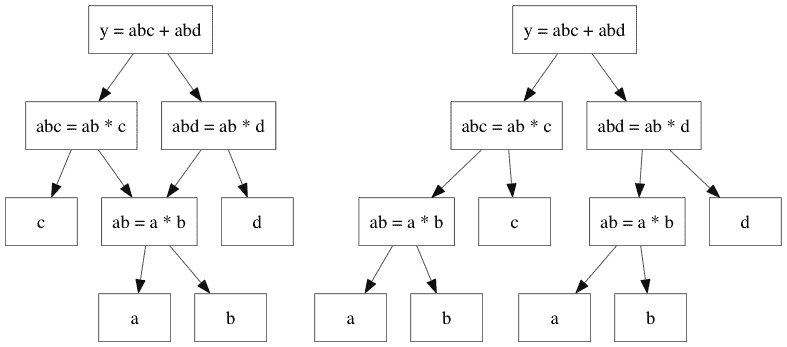 y = abc + abd
y = abc + abd
abc = ab * c
abd = ab * d
abc = ab * c
abd = ab * d
c
ab = a * b
d
ab = a * b
c
ab = a * b
d
a
b
a
b
a
b